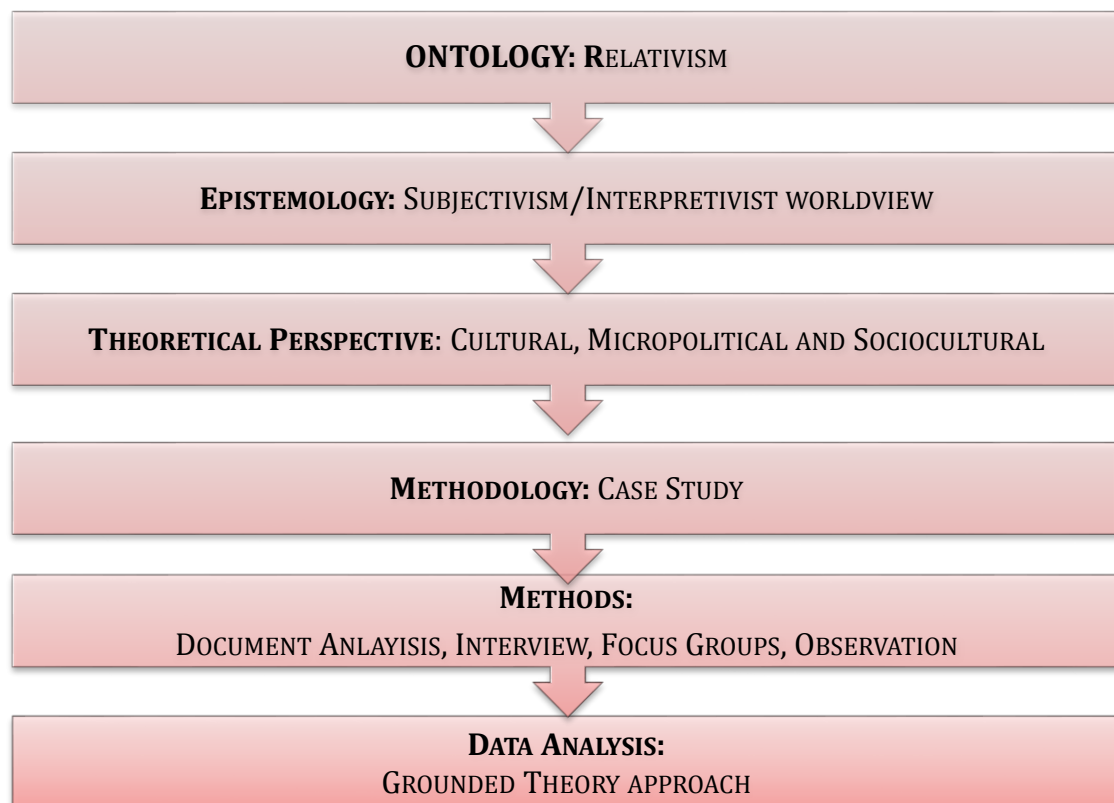 ONTOLOGY: RELATIVISM
EPISTEMOLOGY: SUBJECTIVISM/INTERPRETIVIST WORLDVIEW
THEORETICAL PERSPECTIVE: CULTURAL, MICROPOLITICAL AND SOCIOCULTURAL
METHODOLOGY: CASE STUDY
METHODS:
DOCUMENT ANLAYISIS, INTERVIEW, FOCUS GROUPS, OBSERVATION
DATA ANALYSIS:
GROUNDED THEORY APPROACH